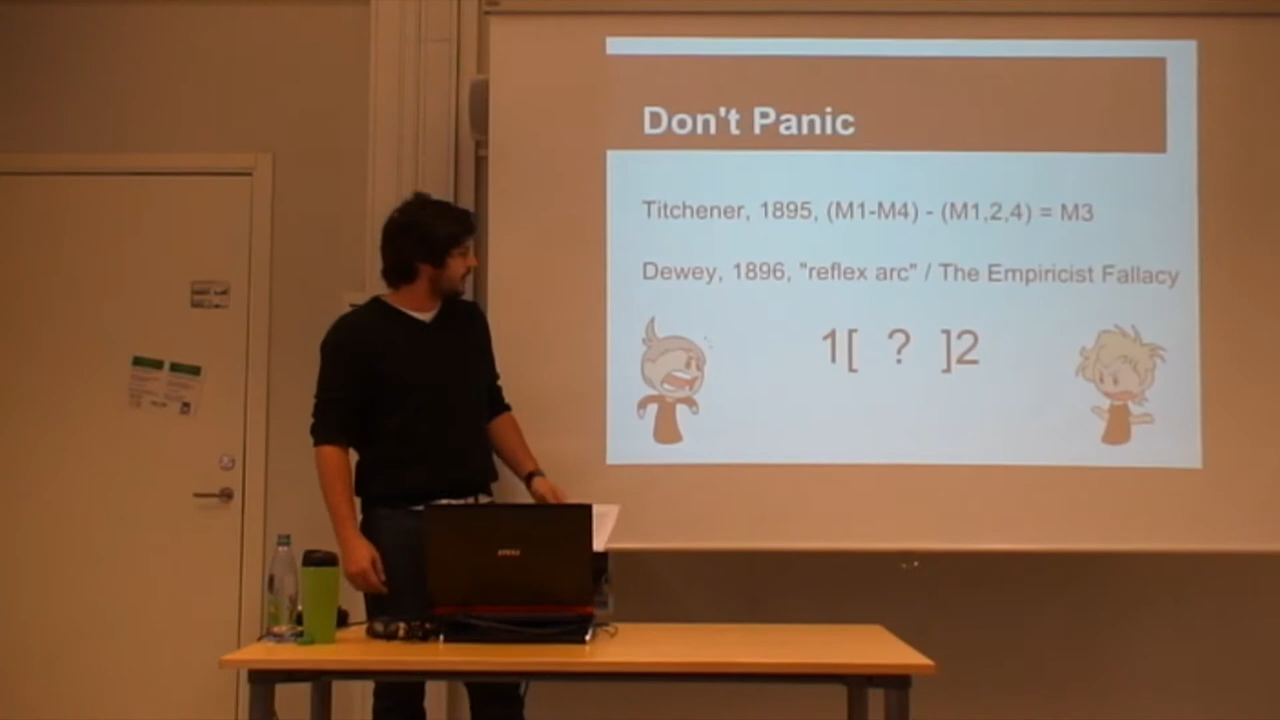 Don't Panic
Titchener, 1895, (M1-M4) - (M1,2,4) = M3
Dewey, 1896, "reflex arc" / The Empiricist Fallacy
1[ ? ]2